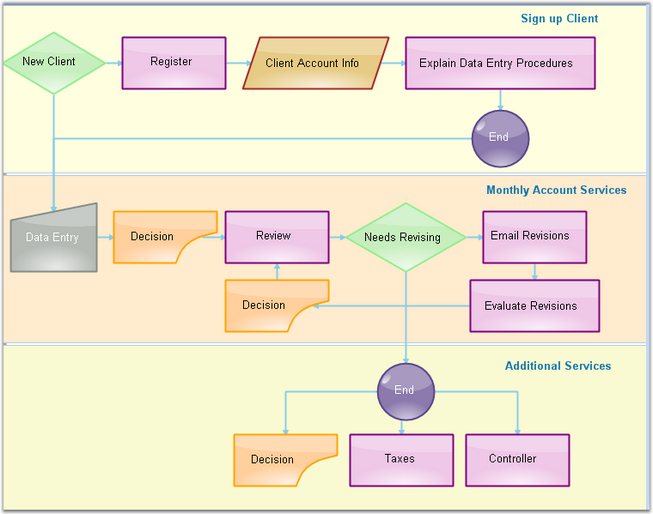 Sign up Client
New Client
Register
Client Account Info
Explain Data Entry Procedures
End
Monthly Account Services
Data Entry
Decision
Review
Needs Revising
Email Revisions
Decision
Evaluate Revisions
Additional Services
End
Decision
Taxes
Controller